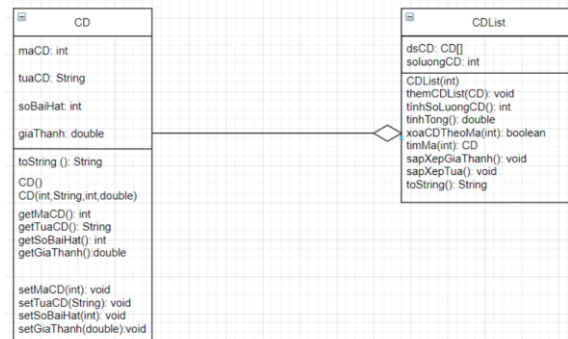 CD
maCD: int
tuaCD: String
soBaiHat: int
giaThanh: double
toString (): String
CD()
CD(int,String,int,double)
getMaCD(): int
getTuaCD(): String
getSoBaiHat(): int
getGiaThanh():double
setMaCD(int): void
setTuaCD(String): void
setSoBaiHat(int): void
setGiaThanh(double):void
CDList
dsCD: CD[]
soluongCD: int
CDList(int)
themCDList(CD): void
tínhSoLuongCD(): int
tinhTong(): double
xoaCDTheoMa(int): boolean
timMa(int): CD
sapXepGiaThanh(): void
sapXepTua(): void
toString(): String